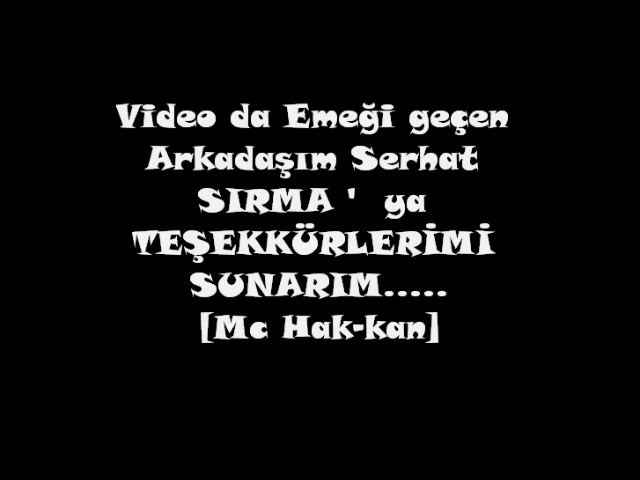 Video da Emeği geçen
Arkadaşım Serhat
SIRMA ' ya
TEŞEKKÜRLERİMİ
SUNARIM.....
[Mc Hak-kan]